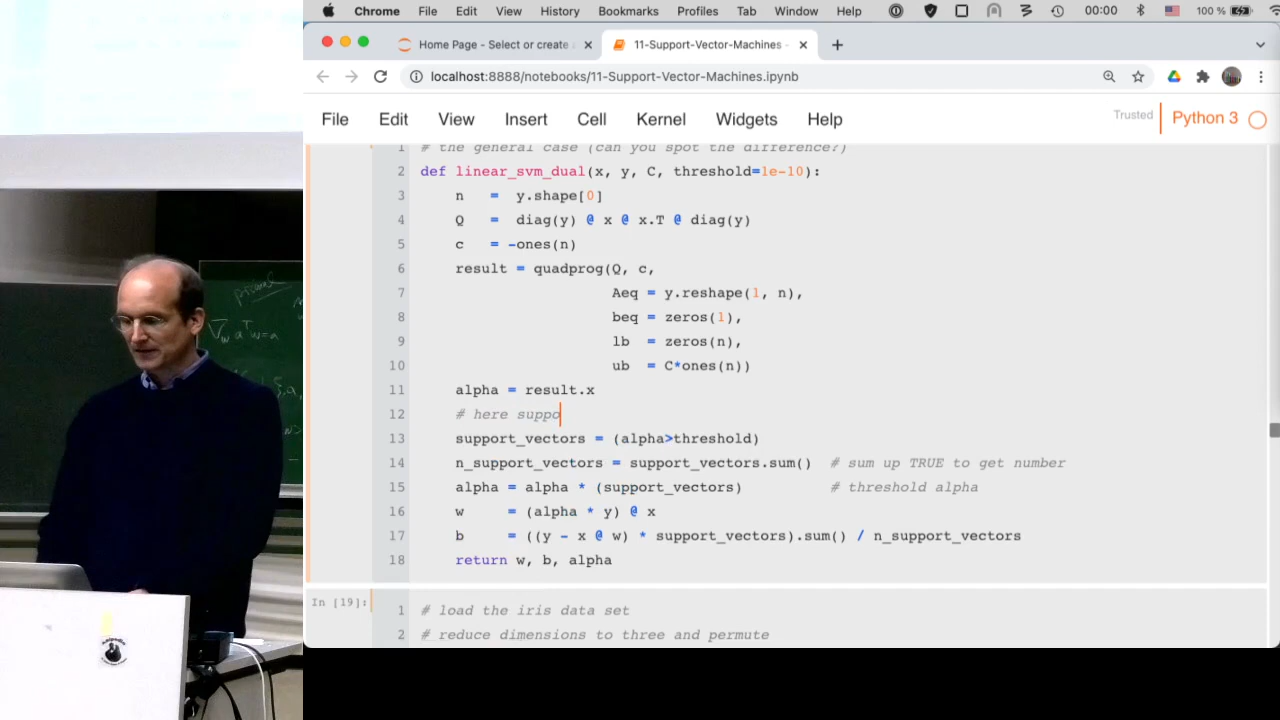 Chrome File Edit View History Bookmarks Profiles Tab Window Help 00:00 100 %
Home Page - Select or create a
11-Support-Vector-Machines -
localhost:8888/notebooks/11-Support-Vector-Machines.ipynb
File Edit View Insert Cell Kernel Widgets Help Trusted Python 3
1 # the general case (can you spot the difference?)
2 def linear_svm_dual(x, y, C, threshold=1e-10):
3 n = y.shape[0]
4 Q = diag(y) @ x @ x.T @ diag(y)
5 c = -ones(n)
6 result = quadprog(Q, c,
7 Aeq = y.reshape(1, n),
8 beq = zeros(1),
9 lb = zeros(n),
10 ub = C*ones(n))
11 alpha = result.x
12 # here suppo
13 support_vectors = (alpha>threshold)
14 n_support_vectors = support_vectors.sum() # sum up TRUE to get number
15 alpha = alpha * (support_vectors) # threshold alpha
16 w = (alpha * y) @ x
17 b = ((y - x @ w) * support_vectors).sum() / n_support_vectors
18 return w, b, alpha
In [19]:
1 # load the iris data set
2 # reduce dimensions to three and permute
primal
∇w aᵀw = a